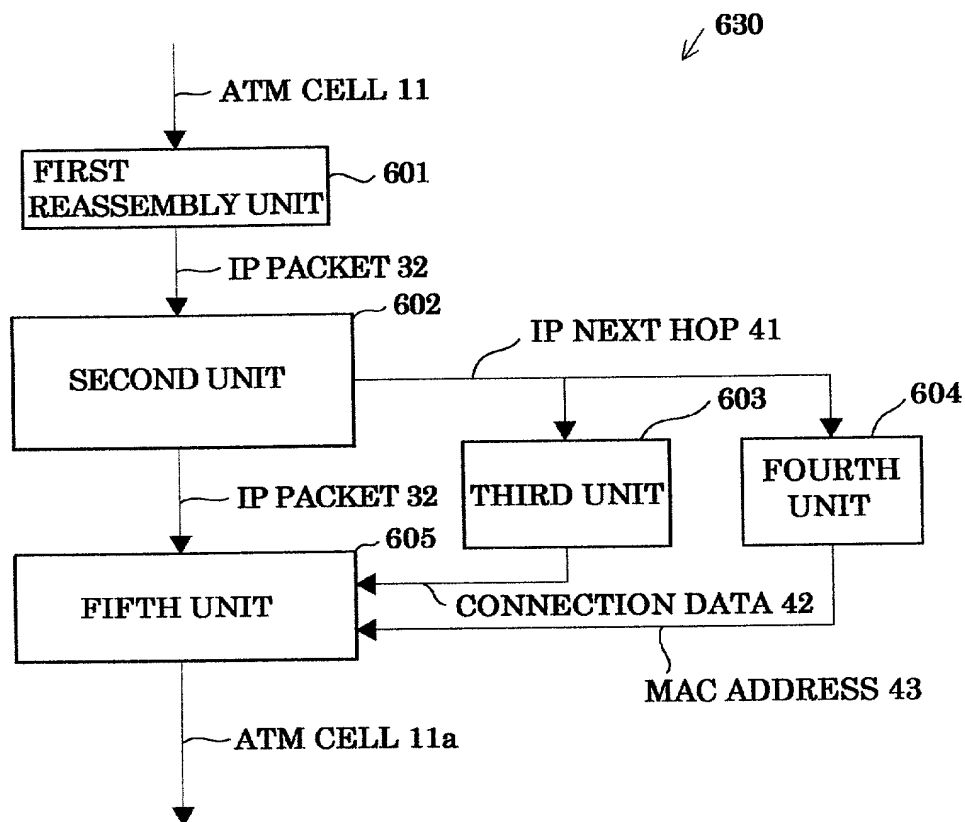 630
ATM CELL 11
FIRST
REASSEMBLY UNIT
601
IP PACKET 32
602
SECOND UNIT
IP NEXT HOP 41
603
604
THIRD UNIT
FOURTH
UNIT
IP PACKET 32
605
FIFTH UNIT
CONNECTION DATA 42
MAC ADDRESS 43
ATM CELL 11a